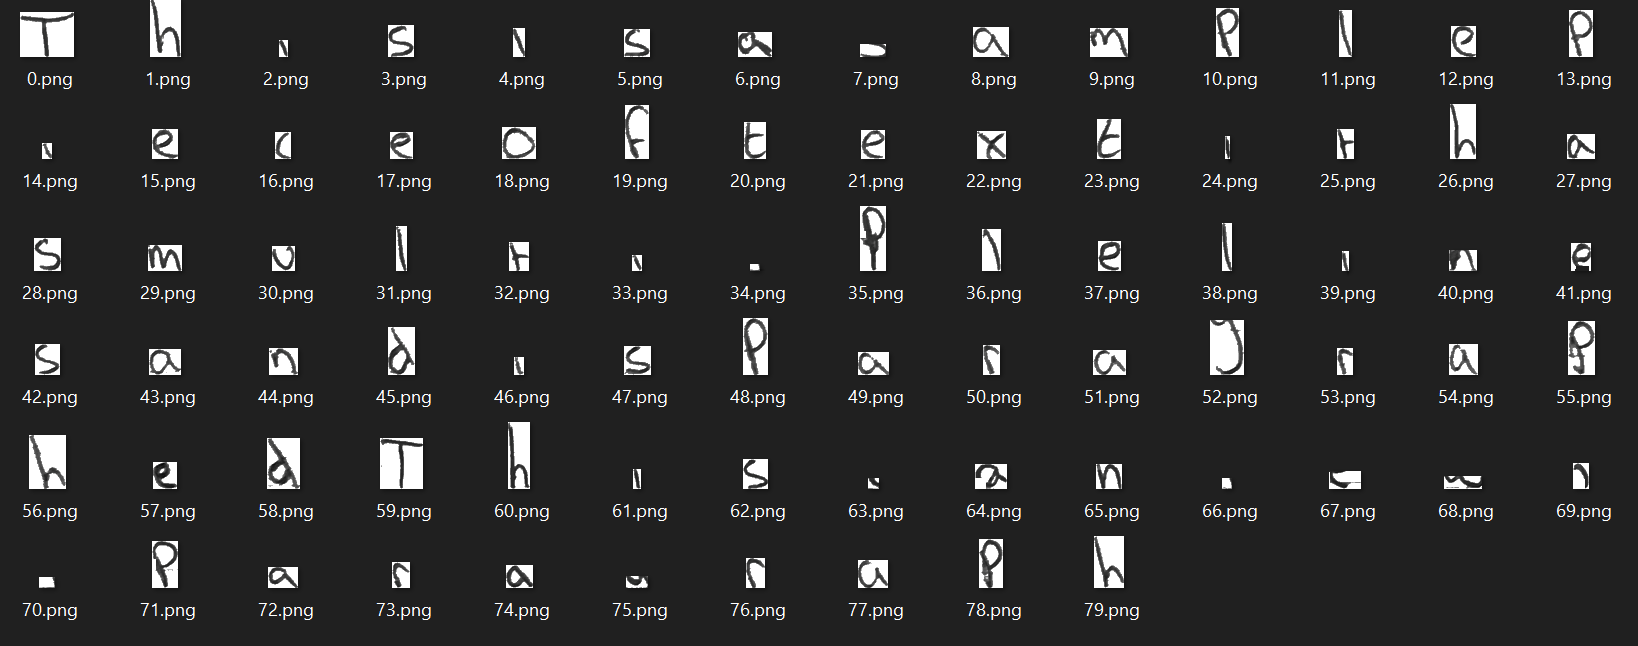 T h i s i s a a m P l e P
0.png 1.png 2.png 3.png 4.png 5.png 6.png 7.png 8.png 9.png 10.png 11.png 12.png 13.png
i e c e o f t e x t i t h a
14.png 15.png 16.png 17.png 18.png 19.png 20.png 21.png 22.png 23.png 24.png 25.png 26.png 27.png
s m u l t i . P l e l i n e
28.png 29.png 30.png 31.png 32.png 33.png 34.png 35.png 36.png 37.png 38.png 39.png 40.png 41.png
s a n d i s P a r a g r a P
42.png 43.png 44.png 45.png 46.png 47.png 48.png 49.png 50.png 51.png 52.png 53.png 54.png 55.png
h e d T h i s a n
56.png 57.png 58.png 59.png 60.png 61.png 62.png 63.png 64.png 65.png 66.png 67.png 68.png 69.png
P a r a r a P h
70.png 71.png 72.png 73.png 74.png 75.png 76.png 77.png 78.png 79.png